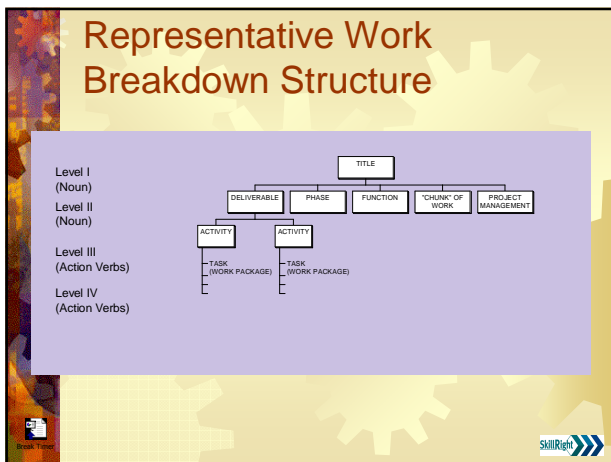 Representative Work
Breakdown Structure
Level I
(Noun)
Level II
(Noun)
Level III
(Action Verbs)
Level IV
(Action Verbs)
TITLE
DELIVERABLE
PHASE
FUNCTION
"CHUNK" OF
WORK
PROJECT
MANAGEMENT
ACTIVITY
ACTIVITY
TASK
(WORK PACKAGE)
TASK
(WORK PACKAGE)
Break Timer
SkillRight